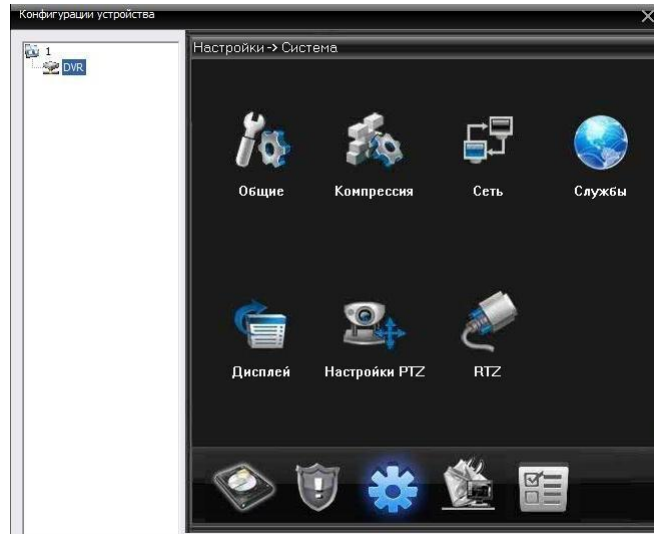 Конфигурации устройства
1
DVR
Настройки -> Система
Общие
Компрессия
Сеть
Службы
Дисплей
Настройки PTZ
RTZ